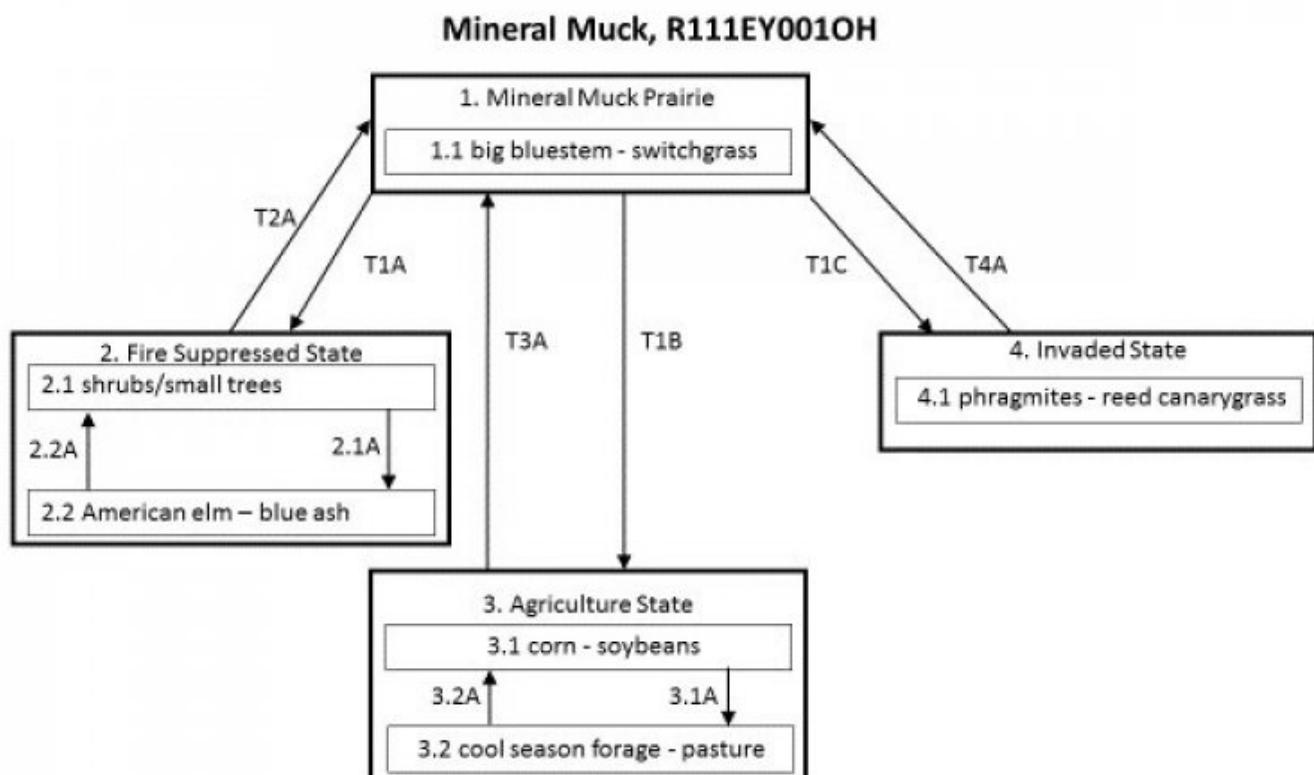 Mineral Muck, R111EY001OH
1. Mineral Muck Prairie
1.1 big bluestem - switchgrass
T2A
T1A
T3A
T1B
T1C
T4A
2. Fire Suppressed State
2.1 shrubs/small trees
2.2A
2.1A
2.2 American elm – blue ash
4. Invaded State
4.1 phragmites - reed canarygrass
3. Agriculture State
3.1 corn - soybeans
3.2A
3.1A
3.2 cool season forage - pasture